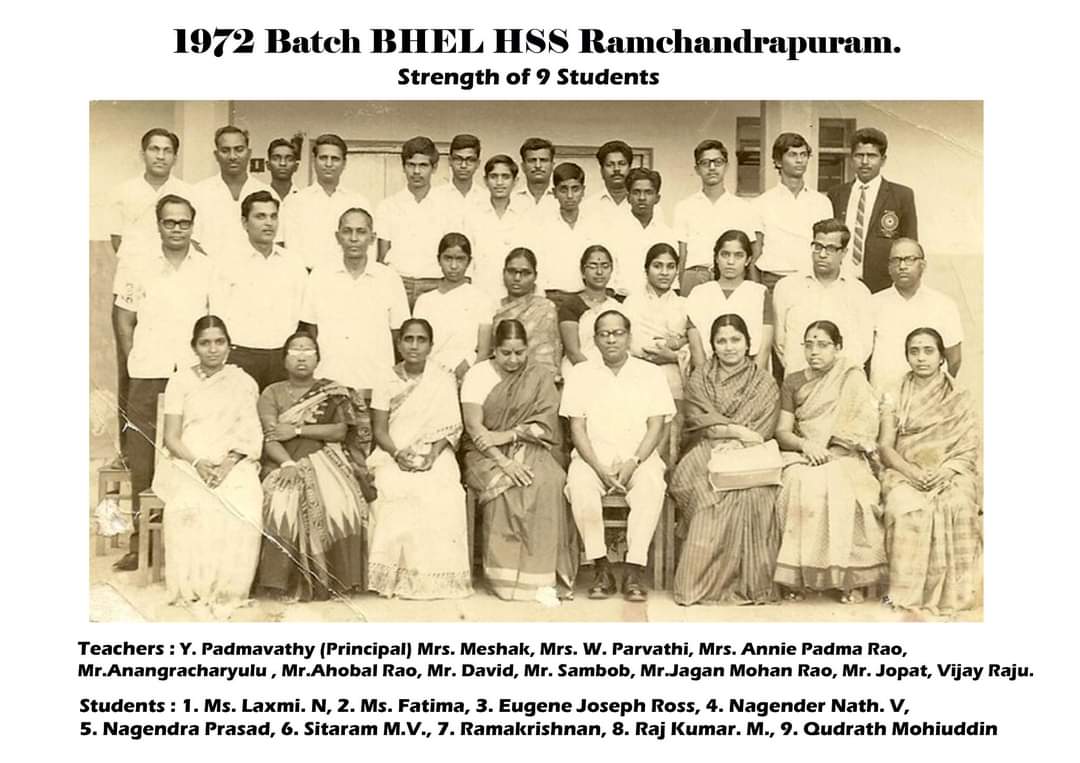 1972 Batch BHEL HSS Ramchandrapuram.
Strength of 9 Students
Teachers : Y. Padmavathy (Principal) Mrs. Meshak, Mrs. W. Parvathi, Mrs. Annie Padma Rao,
Mr.Anangracharyulu , Mr.Ahobal Rao, Mr. David, Mr. Sambob, Mr.Jagan Mohan Rao, Mr. Jopat, Vijay Raju.
Students : 1. Ms. Laxmi. N, 2. Ms. Fatima, 3. Eugene Joseph Ross, 4. Nagender Nath. V,
5. Nagendra Prasad, 6. Sitaram M.V., 7. Ramakrishnan, 8. Raj Kumar. M., 9. Qudrath Mohiuddin